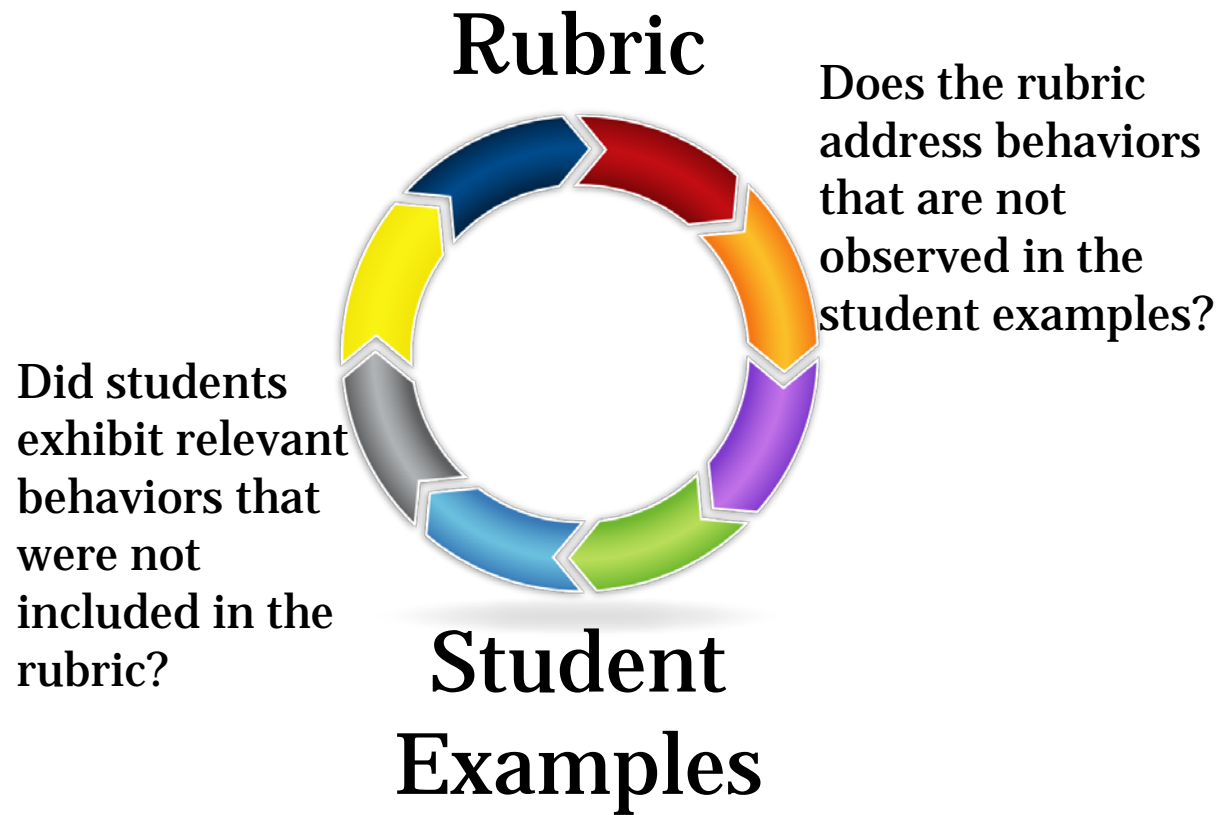 Rubric
Does the rubric
address behaviors
that are not
observed in the
student examples?
Did students
exhibit relevant
behaviors that
were not
included in the
rubric?
Student
Examples